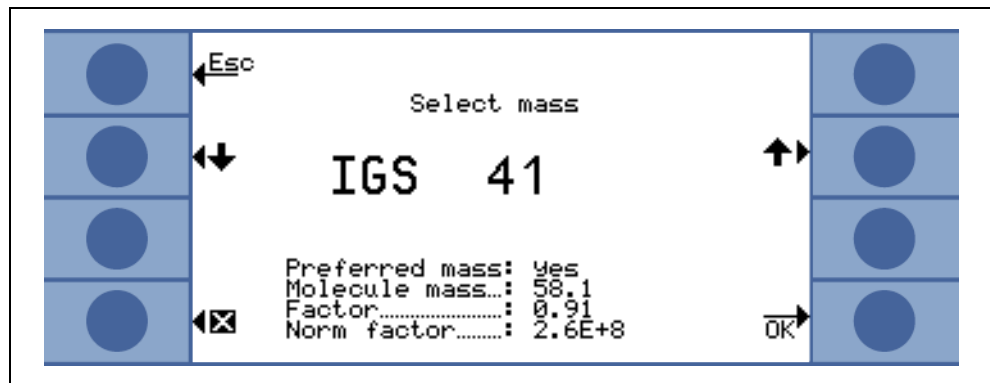 Esc
Select mass
IGS 41
Preferred mass: yes
Molecule mass…: 58.1
Factor……………………: 0.91
Norm factor………: 2.6E+8
OK